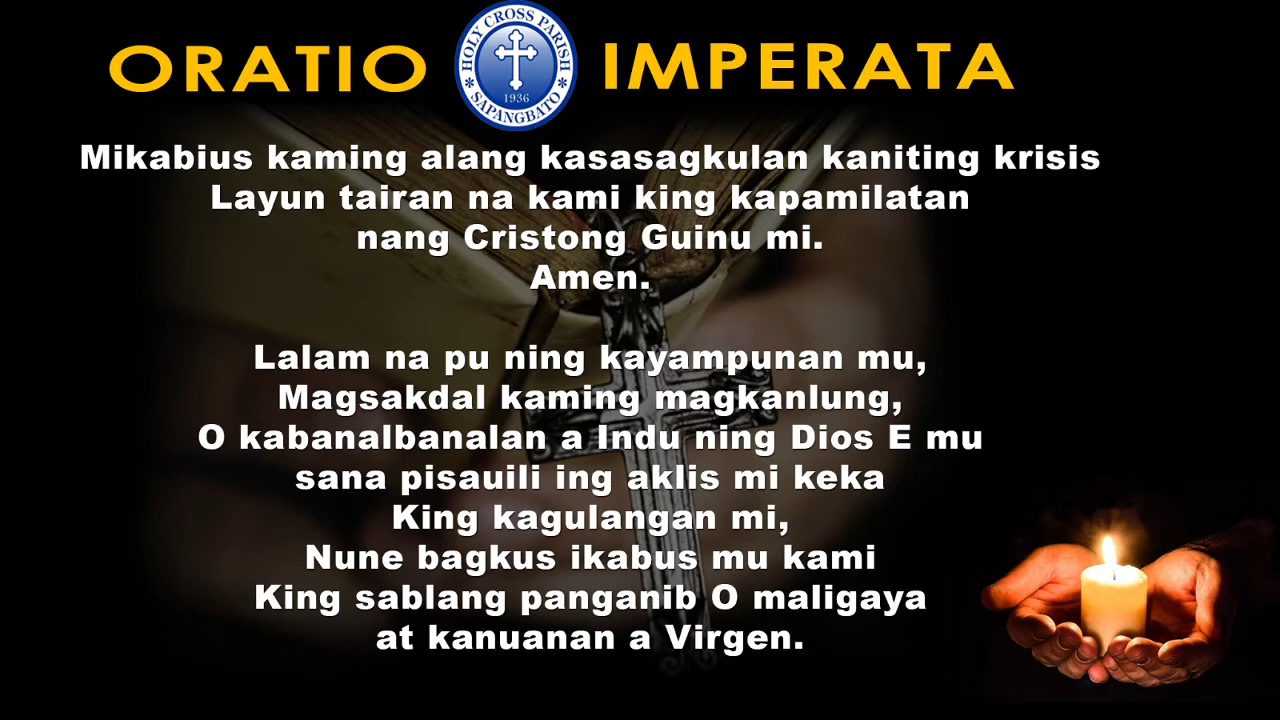 ORATIO IMPERATA
HOLY CROSS PARISH
1936
SAPANGBATO
Mikabius kaming alang kasasagkulan kaniting krisis
Layun tairan na kami king kapamilatan
nang Cristong Guinu mi.
Amen.
Lalam na pu ning kayampunan mu,
Magsakdal kaming magkanlung,
O kabanalbanalan a Indu ning Dios E mu
sana pisauili ing aklis mi keka
King kagulangan mi,
Nune bagkus ikabus mu kami
King sablang panganib O maligaya
at kanuanan a Virgen.